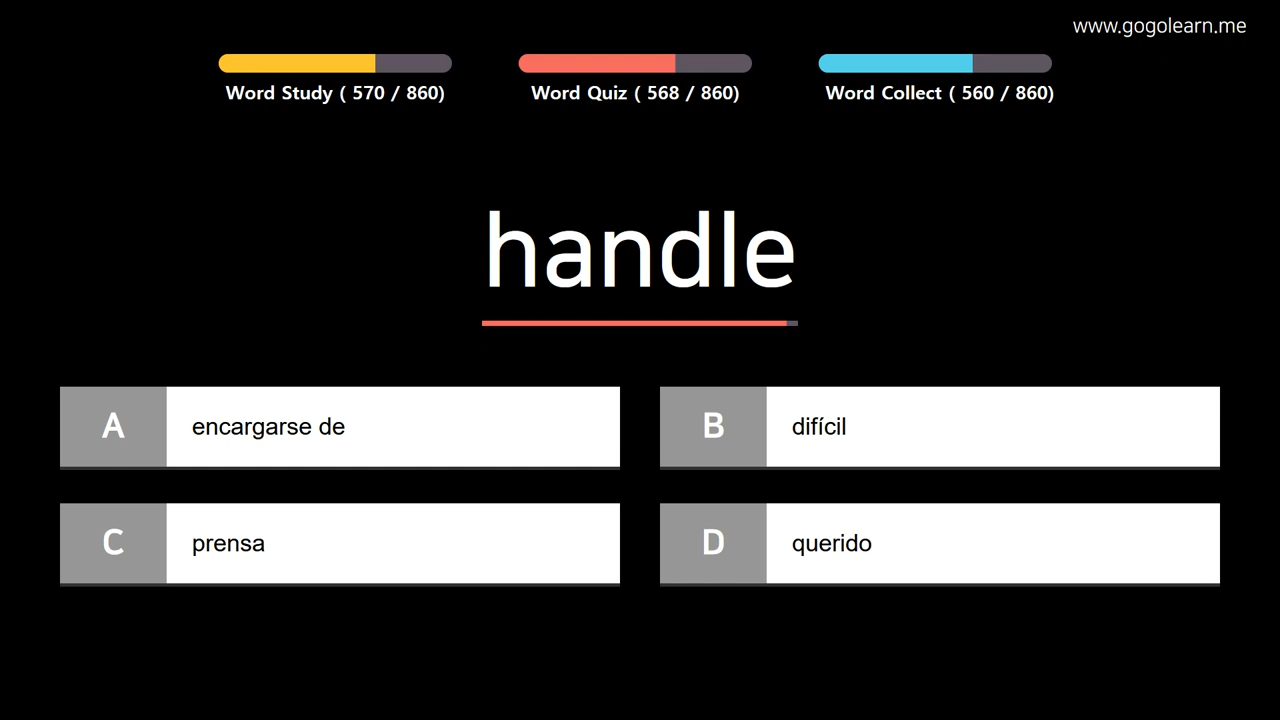 www.gogolearn.me
Word Study ( 570 / 860)
Word Quiz ( 568 / 860)
Word Collect ( 560 / 860)
handle
A encargarse de
B difícil
C prensa
D querido